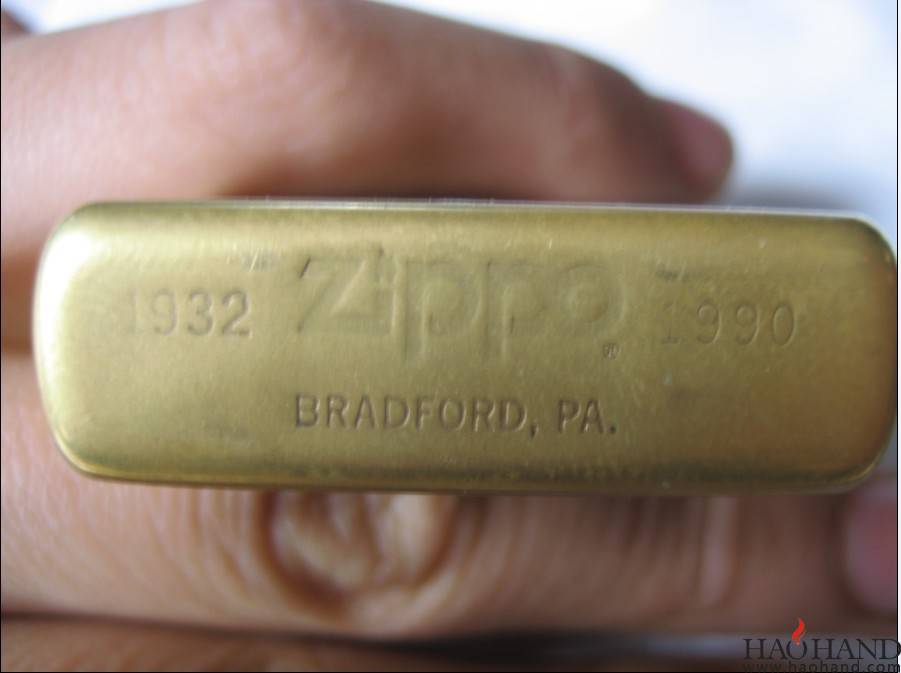 1932 Zippo ® 1990
BRADFORD, PA.
HAOHAND
www.haohand.com